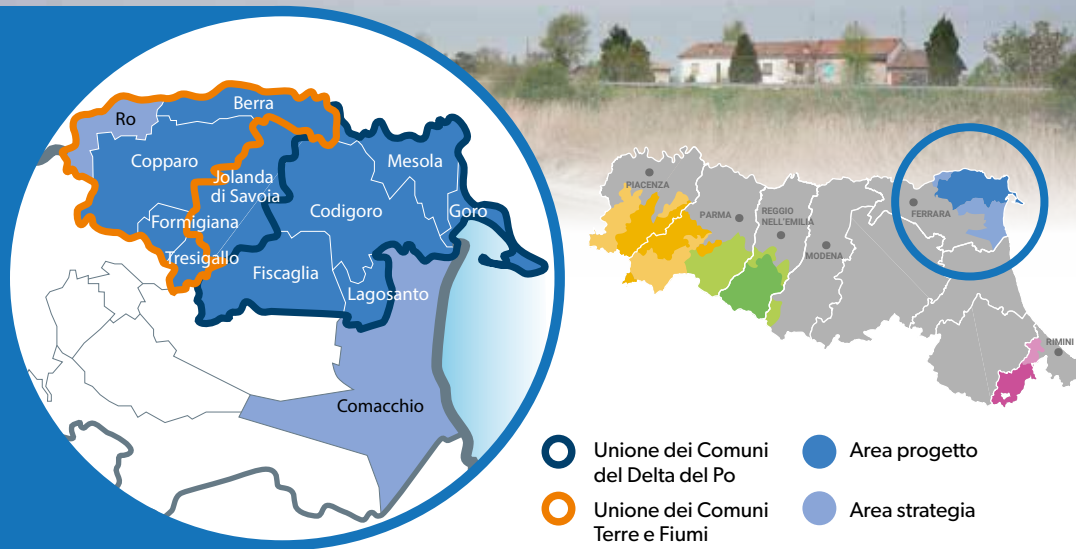 Ro
Berra
Copparo
Jolanda
di Savoia
Mesola
Formigiana
Codigoro
Goro
Tresigallo
Fiscaglia
Lagosanto
Comacchio
PIACENZA
PARMA
REGGIO
NELL'EMILIA
MODENA
FERRARA
RIMINI
Unione dei Comuni
del Delta del Po
Unione dei Comuni
Terre e Fiumi
Area progetto
Area strategia